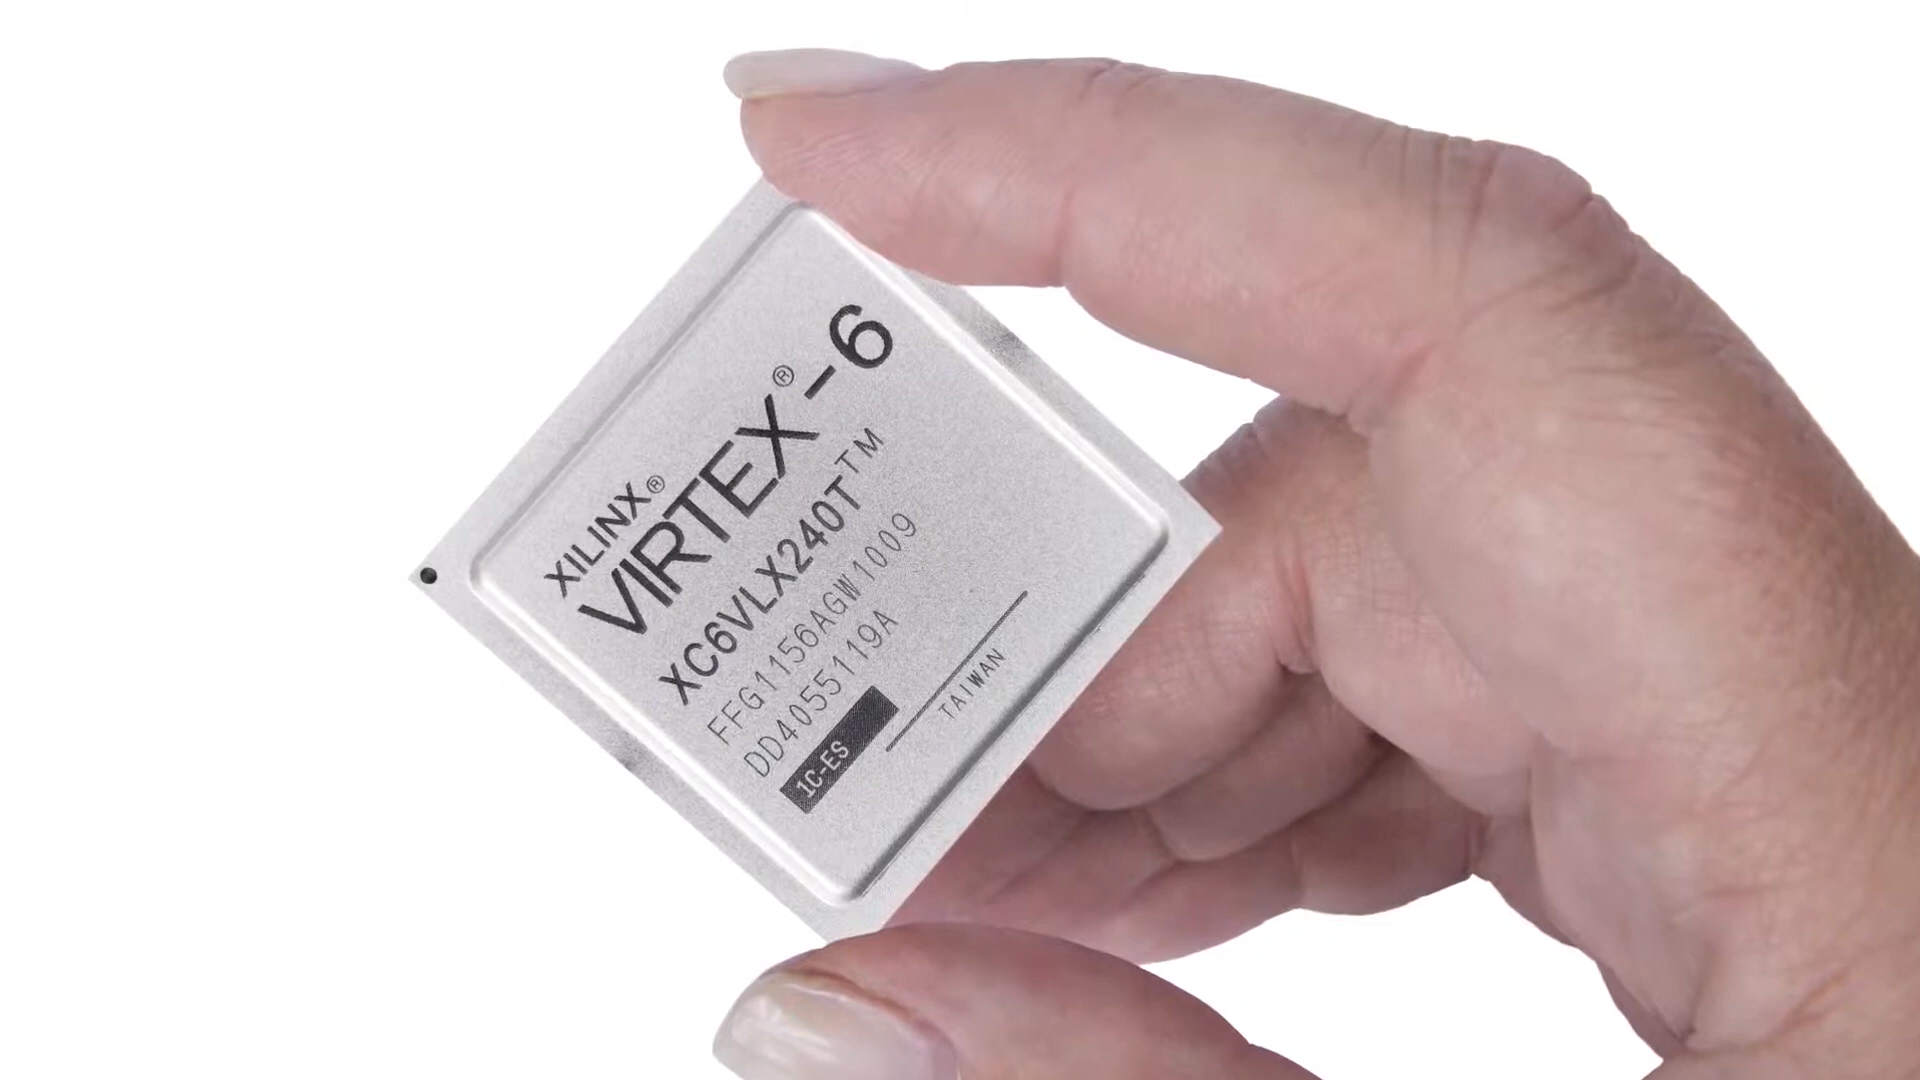 XILINX®
VIRTEX®-6
XC6VLX240T™
FFG1156AGW1009
DD4055119A
1C-ES
TAIWAN